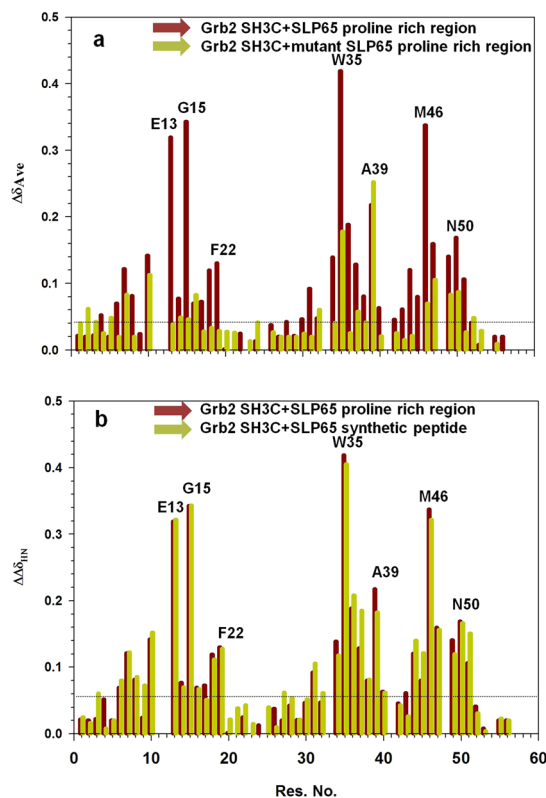 a
Grb2 SH3C+SLP65 proline rich region
Grb2 SH3C+mutant SLP65 proline rich region
0.5
0.4
0.3
0.2
0.1
0.0
ΔδAve
E13
G15
F22
W35
A39
M46
N50
b
Grb2 SH3C+SLP65 proline rich region
Grb2 SH3C+SLP65 synthetic peptide
0.5
0.4
0.3
0.2
0.1
0.0
ΔΔδHN
E13
G15
F22
W35
A39
M46
N50
0 10 20 30 40 50 60
Res. No.